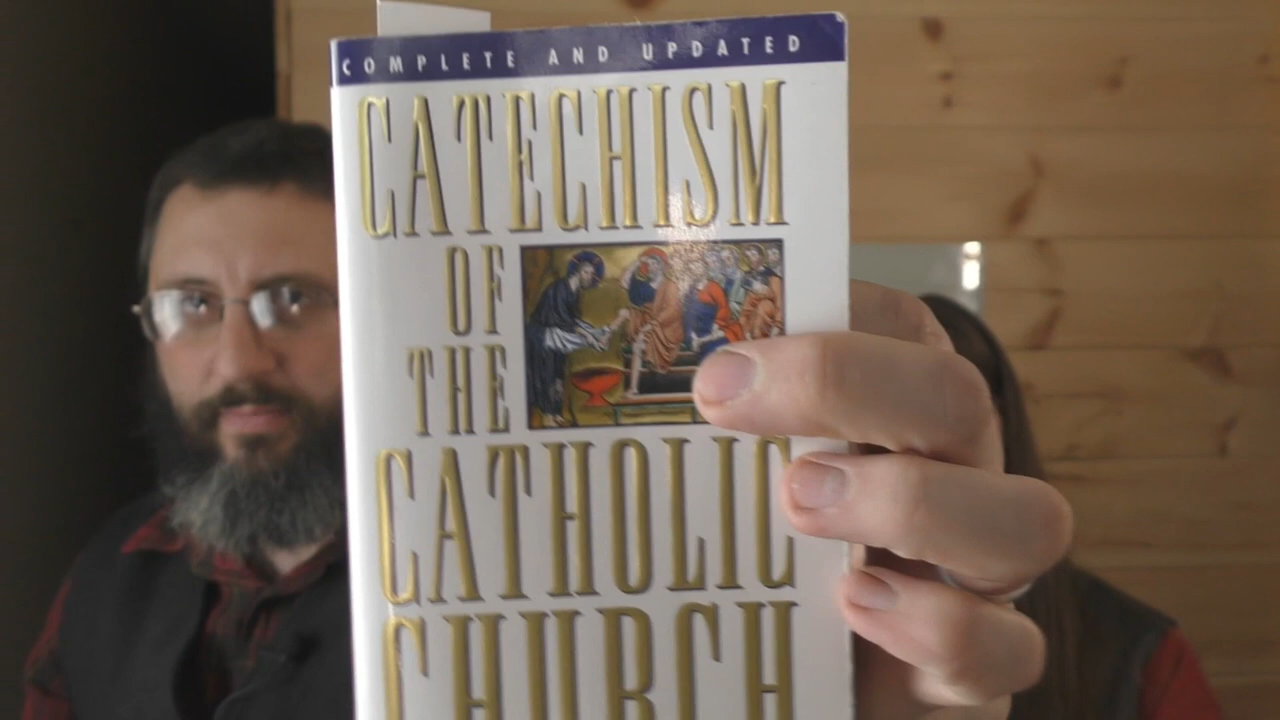 COMPLETE AND UPDATED
CATECHISM
OF
THE
CATHOLIC
CHURCH